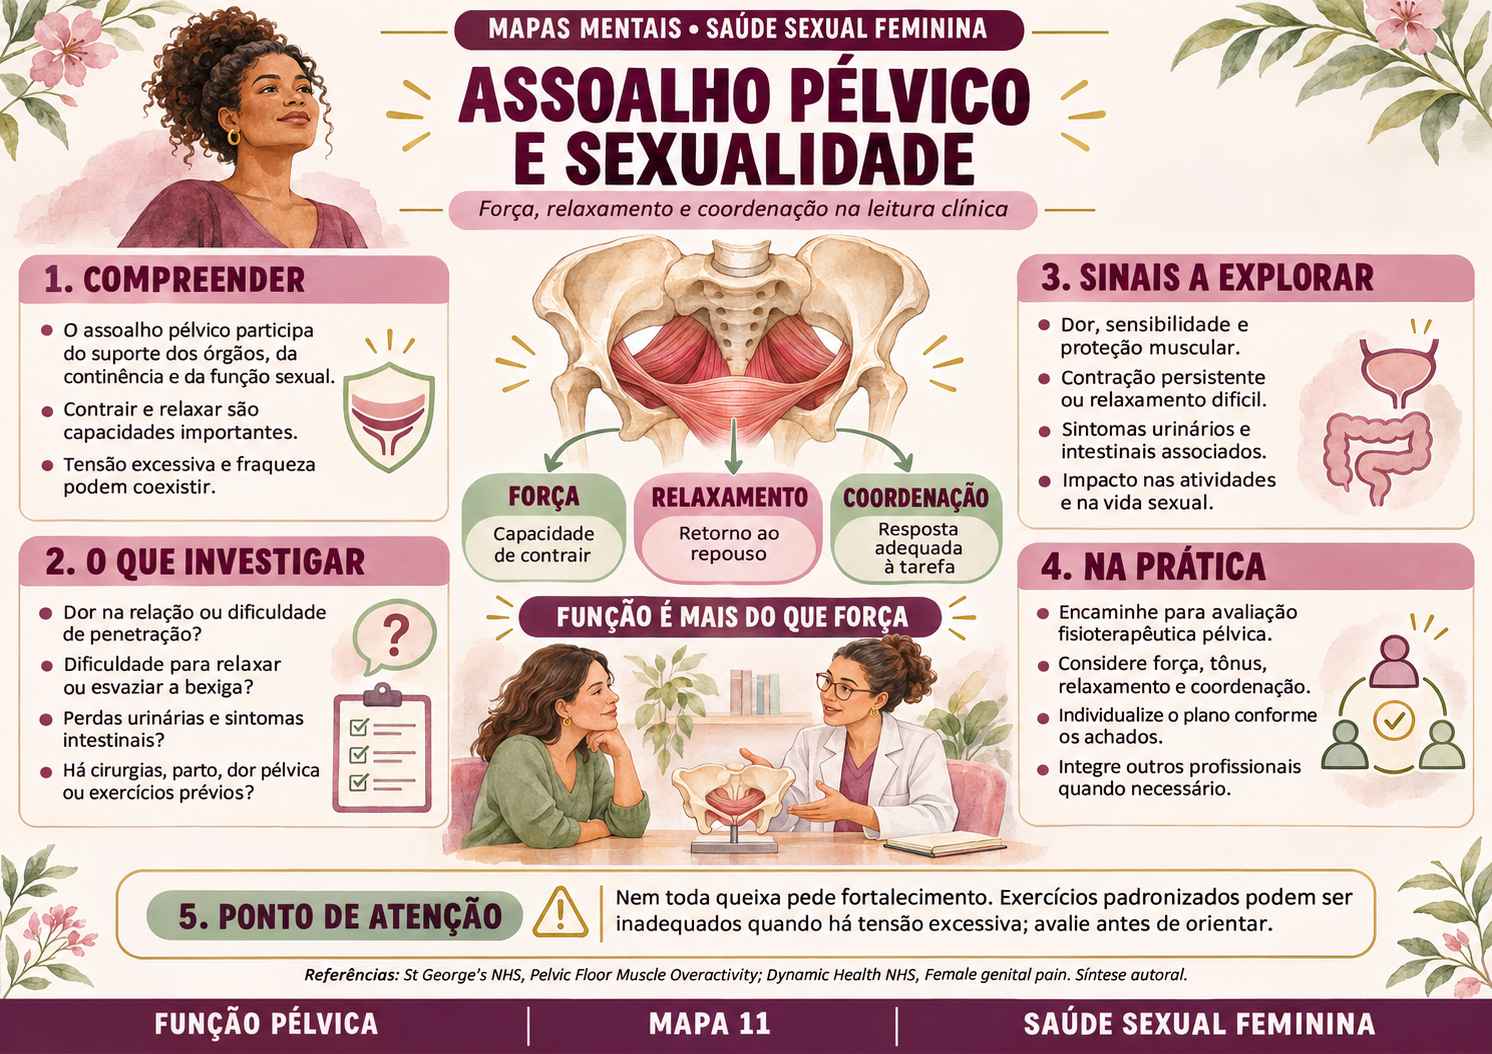 MAPAS MENTAIS • SAÚDE SEXUAL FEMININA
ASSOALHO PÉLVICO
E SEXUALIDADE
Força, relaxamento e coordenação na leitura clínica
1. COMPREENDER
• O assoalho pélvico participa
do suporte dos órgãos, da
continência e da função sexual.
• Contrair e relaxar são
capacidades importantes.
• Tensão excessiva e fraqueza
podem coexistir.
2. O QUE INVESTIGAR
• Dor na relação ou dificuldade
de penetração?
• Dificuldade para relaxar
ou esvaziar a bexiga?
• Perdas urinárias e sintomas
intestinais?
• Há cirurgias, parto, dor pélvica
ou exercícios prévios?
?
FORÇA
Capacidade
de contrair
RELAXAMENTO
Retorno ao
repouso
COORDENAÇÃO
Resposta
adequada
à tarefa
FUNÇÃO É MAIS DO QUE FORÇA
3. SINAIS A EXPLORAR
• Dor, sensibilidade e
proteção muscular.
• Contração persistente
ou relaxamento dificil.
• Sintomas urinários e
intestinais associados.
• Impacto nas atividades
e na vida sexual.
4. NA PRÁTICA
• Encaminhe para avaliação
fisioterapêutica pélvica.
• Considere força, tônus,
relaxamento e coordenação.
• Individualize o plano conforme
os achados.
• Integre outros profissionais
quando necessário.
5. PONTO DE ATENÇÃO
!
Nem toda queixa pede fortalecimento. Exercícios padronizados podem ser
inadequados quando há tensão excessiva; avalie antes de orientar.
Referências: St George's NHS, Pelvic Floor Muscle Overactivity; Dynamic Health NHS, Female genital pain. Síntese autoral.
FUNÇÃO PÉLVICA | MAPA 11 | SAÚDE SEXUAL FEMININA